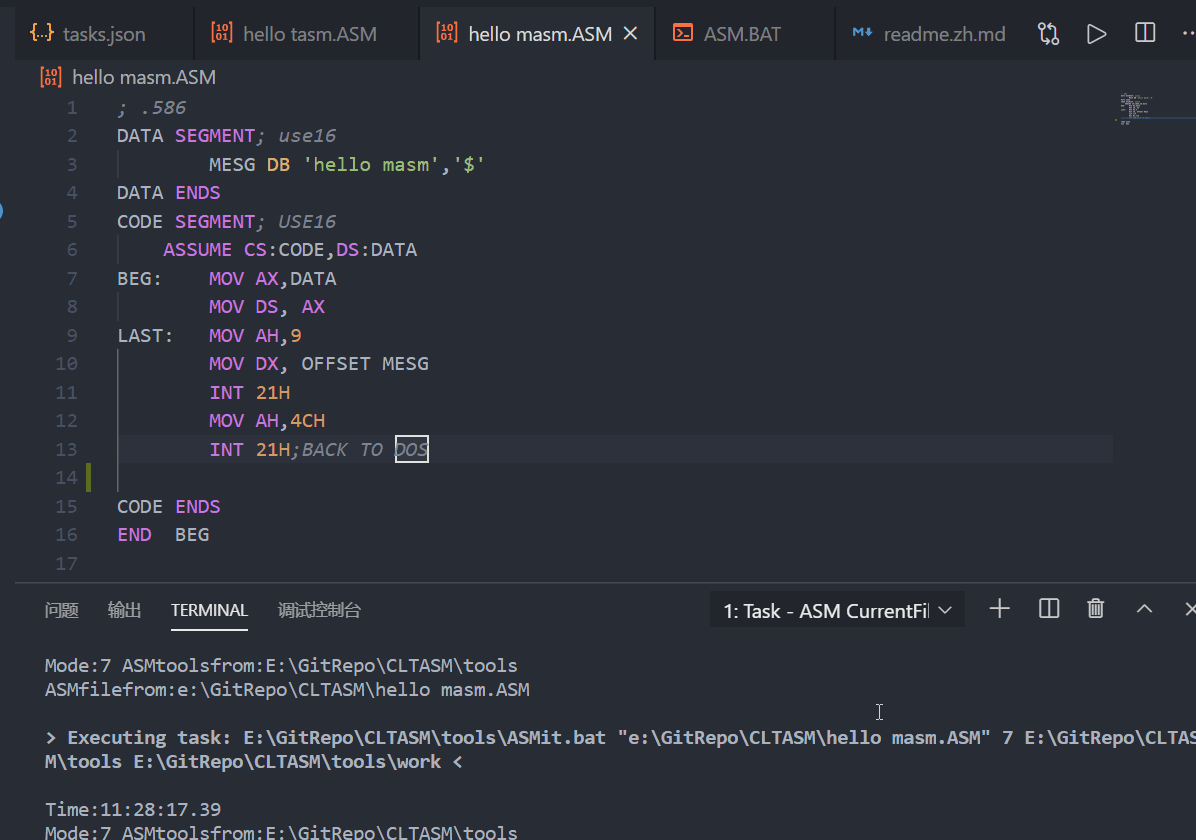 tasks.json hello tasm.ASM hello masm.ASM ASM.BAT readme.zh.md
hello masm.ASM
1 ; .586
2 DATA SEGMENT; use16
3 MESG DB 'hello masm','$'
4 DATA ENDS
5 CODE SEGMENT; USE16
6 ASSUME CS:CODE,DS:DATA
7 BEG: MOV AX,DATA
8 MOV DS, AX
9 LAST: MOV AH,9
10 MOV DX, OFFSET MESG
11 INT 21H
12 MOV AH,4CH
13 INT 21H;BACK TO DOS
14
15 CODE ENDS
16 END BEG
17
问题 输出 TERMINAL 调试控制台 1: Task - ASM CurrentFil
Mode:7 ASMtoolsfrom:E:\GitRepo\CLTASM\tools
ASMfilefrom:e:\GitRepo\CLTASM\hello masm.ASM
> Executing task: E:\GitRepo\CLTASM\tools\ASMit.bat "e:\GitRepo\CLTASM\hello masm.ASM" 7 E:\GitRepo\CLTAS
M\tools E:\GitRepo\CLTASM\tools\work <
Time:11:28:17.39
Mode:7 ASMtoolsfrom:E:\GitRepo\CLTASM\tools